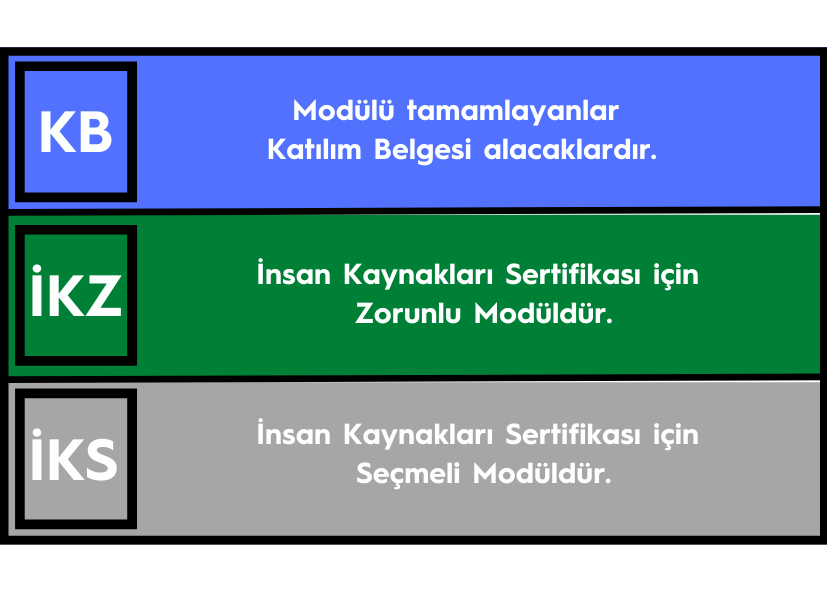 KB
Modülü tamamlayanlar
Katılım Belgesi alacaklardır.
İKZ
İnsan Kaynakları Sertifikası için
Zorunlu Modüldür.
İKS
İnsan Kaynakları Sertifikası için
Seçmeli Modüldür.